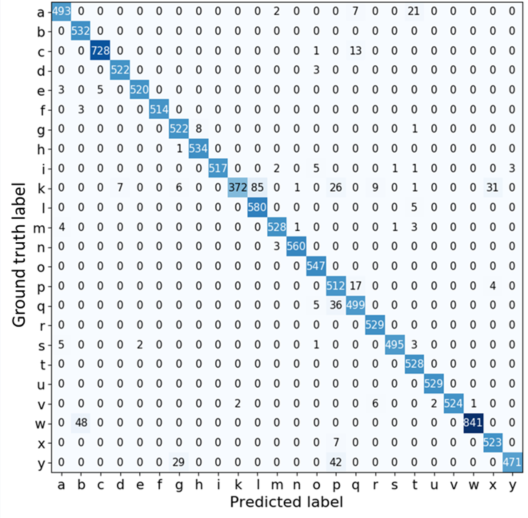 Ground truth label
a 493 0 0 0 0 0 0 0 0 0 0 2 0 0 0 7 0 0 21 0 0 0 0 0
b 0 532 0 0 0 0 0 0 0 0 0 0 0 0 0 0 0 0 0 0 0 0 0 0
c 0 0 728 0 0 0 0 0 0 0 0 0 0 1 0 13 0 0 0 0 0 0 0 0
d 0 0 0 522 0 0 0 0 0 0 0 0 0 3 0 0 0 0 0 0 0 0 0 0
e 3 0 5 0 520 0 0 0 0 0 0 0 0 0 0 0 0 0 0 0 0 0 0 0
f 0 3 0 0 0 514 0 0 0 0 0 0 0 0 0 0 0 0 0 0 0 0 0 0
g 0 0 0 0 0 0 522 8 0 0 0 0 0 0 0 0 0 0 1 0 0 0 0 0
h 0 0 0 0 0 0 1 534 0 0 0 0 0 0 0 0 0 0 0 0 0 0 0 0
i 0 0 0 0 0 0 0 0 517 0 0 2 0 5 0 0 0 1 1 0 0 0 0 3
k 0 0 0 7 0 0 6 0 0 372 85 0 1 0 26 0 9 0 1 0 0 0 31 0
l 0 0 0 0 0 0 0 0 0 0 580 0 0 0 0 0 0 0 5 0 0 0 0 0
m 4 0 0 0 0 0 0 0 0 0 0 528 1 0 0 0 0 1 3 0 0 0 0 0
n 0 0 0 0 0 0 0 0 0 0 0 3 560 0 0 0 0 0 0 0 0 0 0 0
o 0 0 0 0 0 0 0 0 0 0 0 0 0 547 0 0 0 0 0 0 0 0 0 0
p 0 0 0 0 0 0 0 0 0 0 0 0 0 0 512 17 0 0 0 0 0 0 4 0
q 0 0 0 0 0 0 0 0 0 0 0 0 0 5 36 499 0 0 0 0 0 0 0 0
r 0 0 0 0 0 0 0 0 0 0 0 0 0 0 0 0 529 0 0 0 0 0 0 0
s 5 0 0 0 2 0 0 0 0 0 0 0 0 1 0 0 0 495 3 0 0 0 0 0
t 0 0 0 0 0 0 0 0 0 0 0 0 0 0 0 0 0 0 528 0 0 0 0 0
u 0 0 0 0 0 0 0 0 0 0 0 0 0 0 0 0 0 0 0 529 0 0 0 0
v 0 0 0 0 0 0 0 0 0 2 0 0 0 0 0 0 6 0 0 2 524 1 0 0
w 0 48 0 0 0 0 0 0 0 0 0 0 0 0 0 0 0 0 0 0 0 841 0 0
x 0 0 0 0 0 0 0 0 0 0 0 0 0 0 7 0 0 0 0 0 0 0 523 0
y 0 0 0 0 0 0 29 0 0 0 0 0 0 0 42 0 0 0 0 0 0 0 0 471
a b c d e f g h i k l m n o p q r s t u v w x y
Predicted label